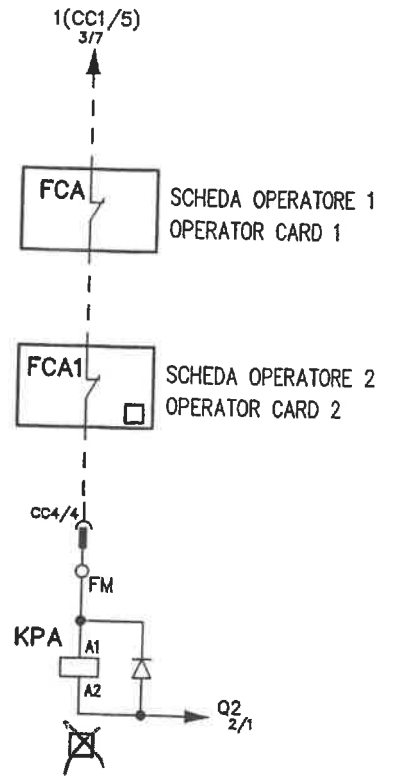 1(CC1/5)
3/7
FCA
SCHEDA OPERATORE 1
OPERATOR CARD 1
FCA1
SCHEDA OPERATORE 2
OPERATOR CARD 2
CC4/4
FM
KPA
A1
A2
Q2
2/1